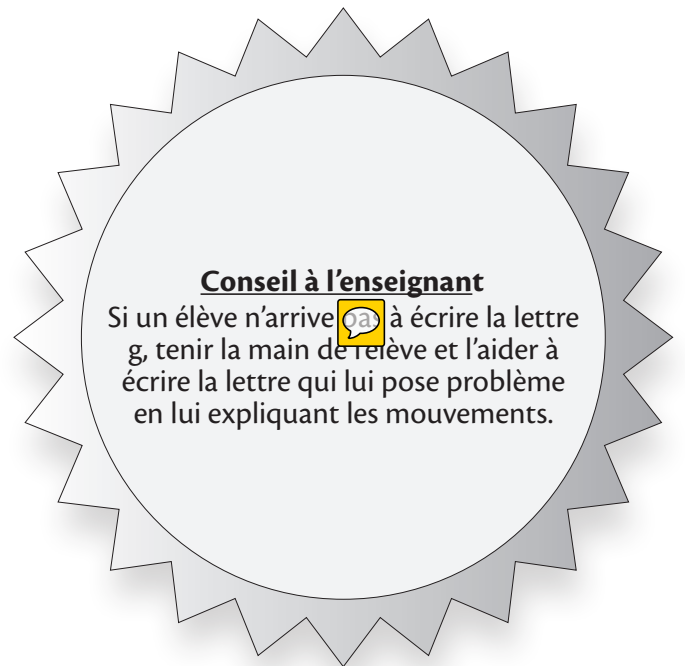 Conseil à l'enseignant
Si un élève n'arrive pas à écrire la lettre
g, tenir la main de l'élève et l'aider à
écrire la lettre qui lui pose problème
en lui expliquant les mouvements.